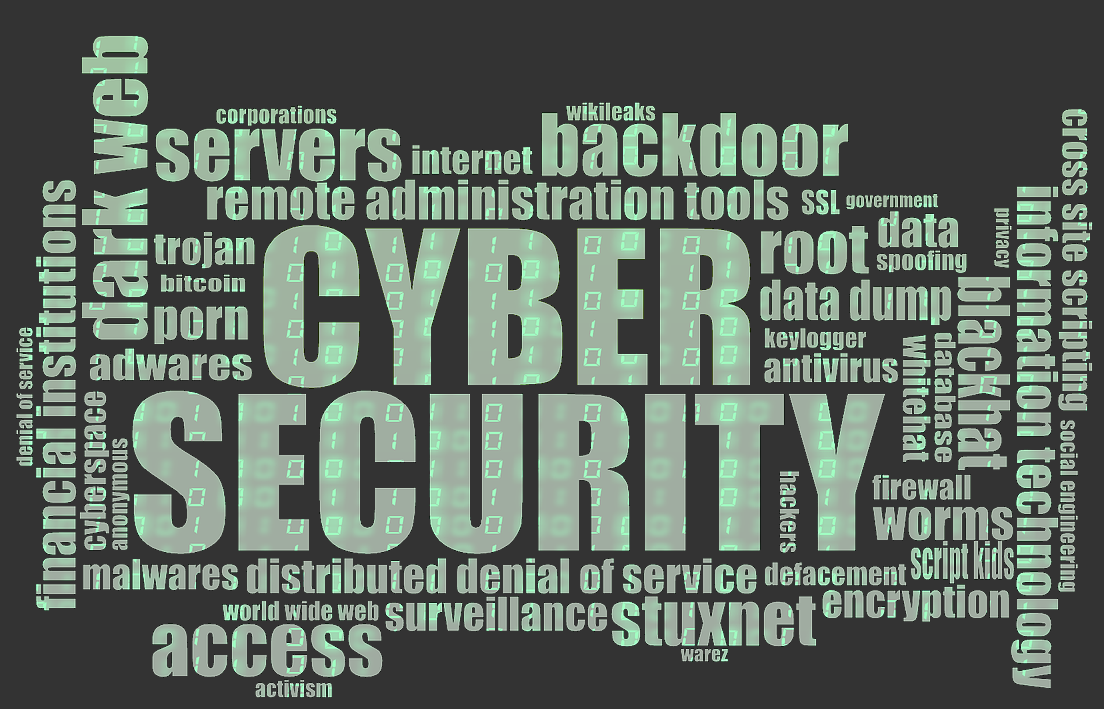 dark web
corporations
wikileaks
servers
internet
backdoor
remote administration tools
SSL
government
cross site scripting
information technology
privacy
financial institutions
trojan
CYBER
root
data
spoofing
bitcoin
data dump
blackhat
porn
keylogger
database
whitehat
adwares
antivirus
denial of service
cyberspace
anonymous
SECURITY
hackers
social engineering
firewall
worms
script kids
malwares
distributed denial of service
defacement
encryption
world wide web
surveillance
stuxnet
access
warez
activism